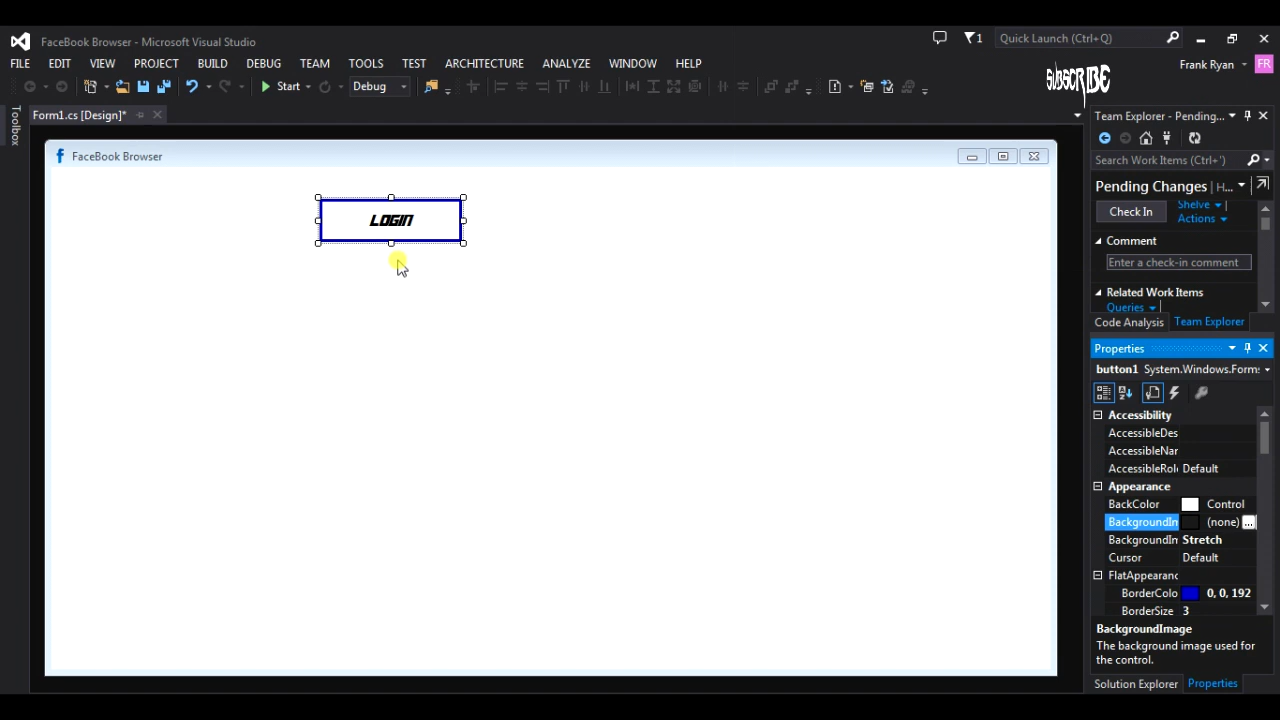 FaceBook Browser - Microsoft Visual Studio
1
Quick Launch (Ctrl+Q)
FILE EDIT VIEW PROJECT BUILD DEBUG TEAM TOOLS TEST ARCHITECTURE ANALYZE WINDOW HELP
Frank Ryan FR
Start Debug
SUBSCRIBE
Toolbox
Form1.cs [Design]*
FaceBook Browser
LOGIN
Team Explorer - Pending...
Search Work Items (Ctrl+')
Pending Changes | H...
Check In
Shelve
Actions
Comment
Enter a check-in comment
Related Work Items
Queries
Code Analysis Team Explorer
Properties
button1 System.Windows.Forms
Accessibility
AccessibleDes
AccessibleNar
AccessibleRol Default
Appearance
BackColor Control
BackgroundIn (none) ...
BackgroundIn Stretch
Cursor Default
FlatAppearanc
BorderColo 0, 0, 192
BorderSize 3
BackgroundImage
The background image used for
the control.
Solution Explorer Properties